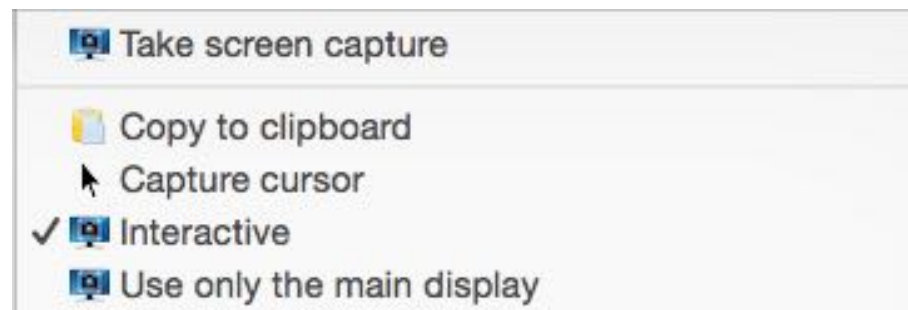 Take screen capture
Copy to clipboard
Capture cursor
Interactive
Use only the main display